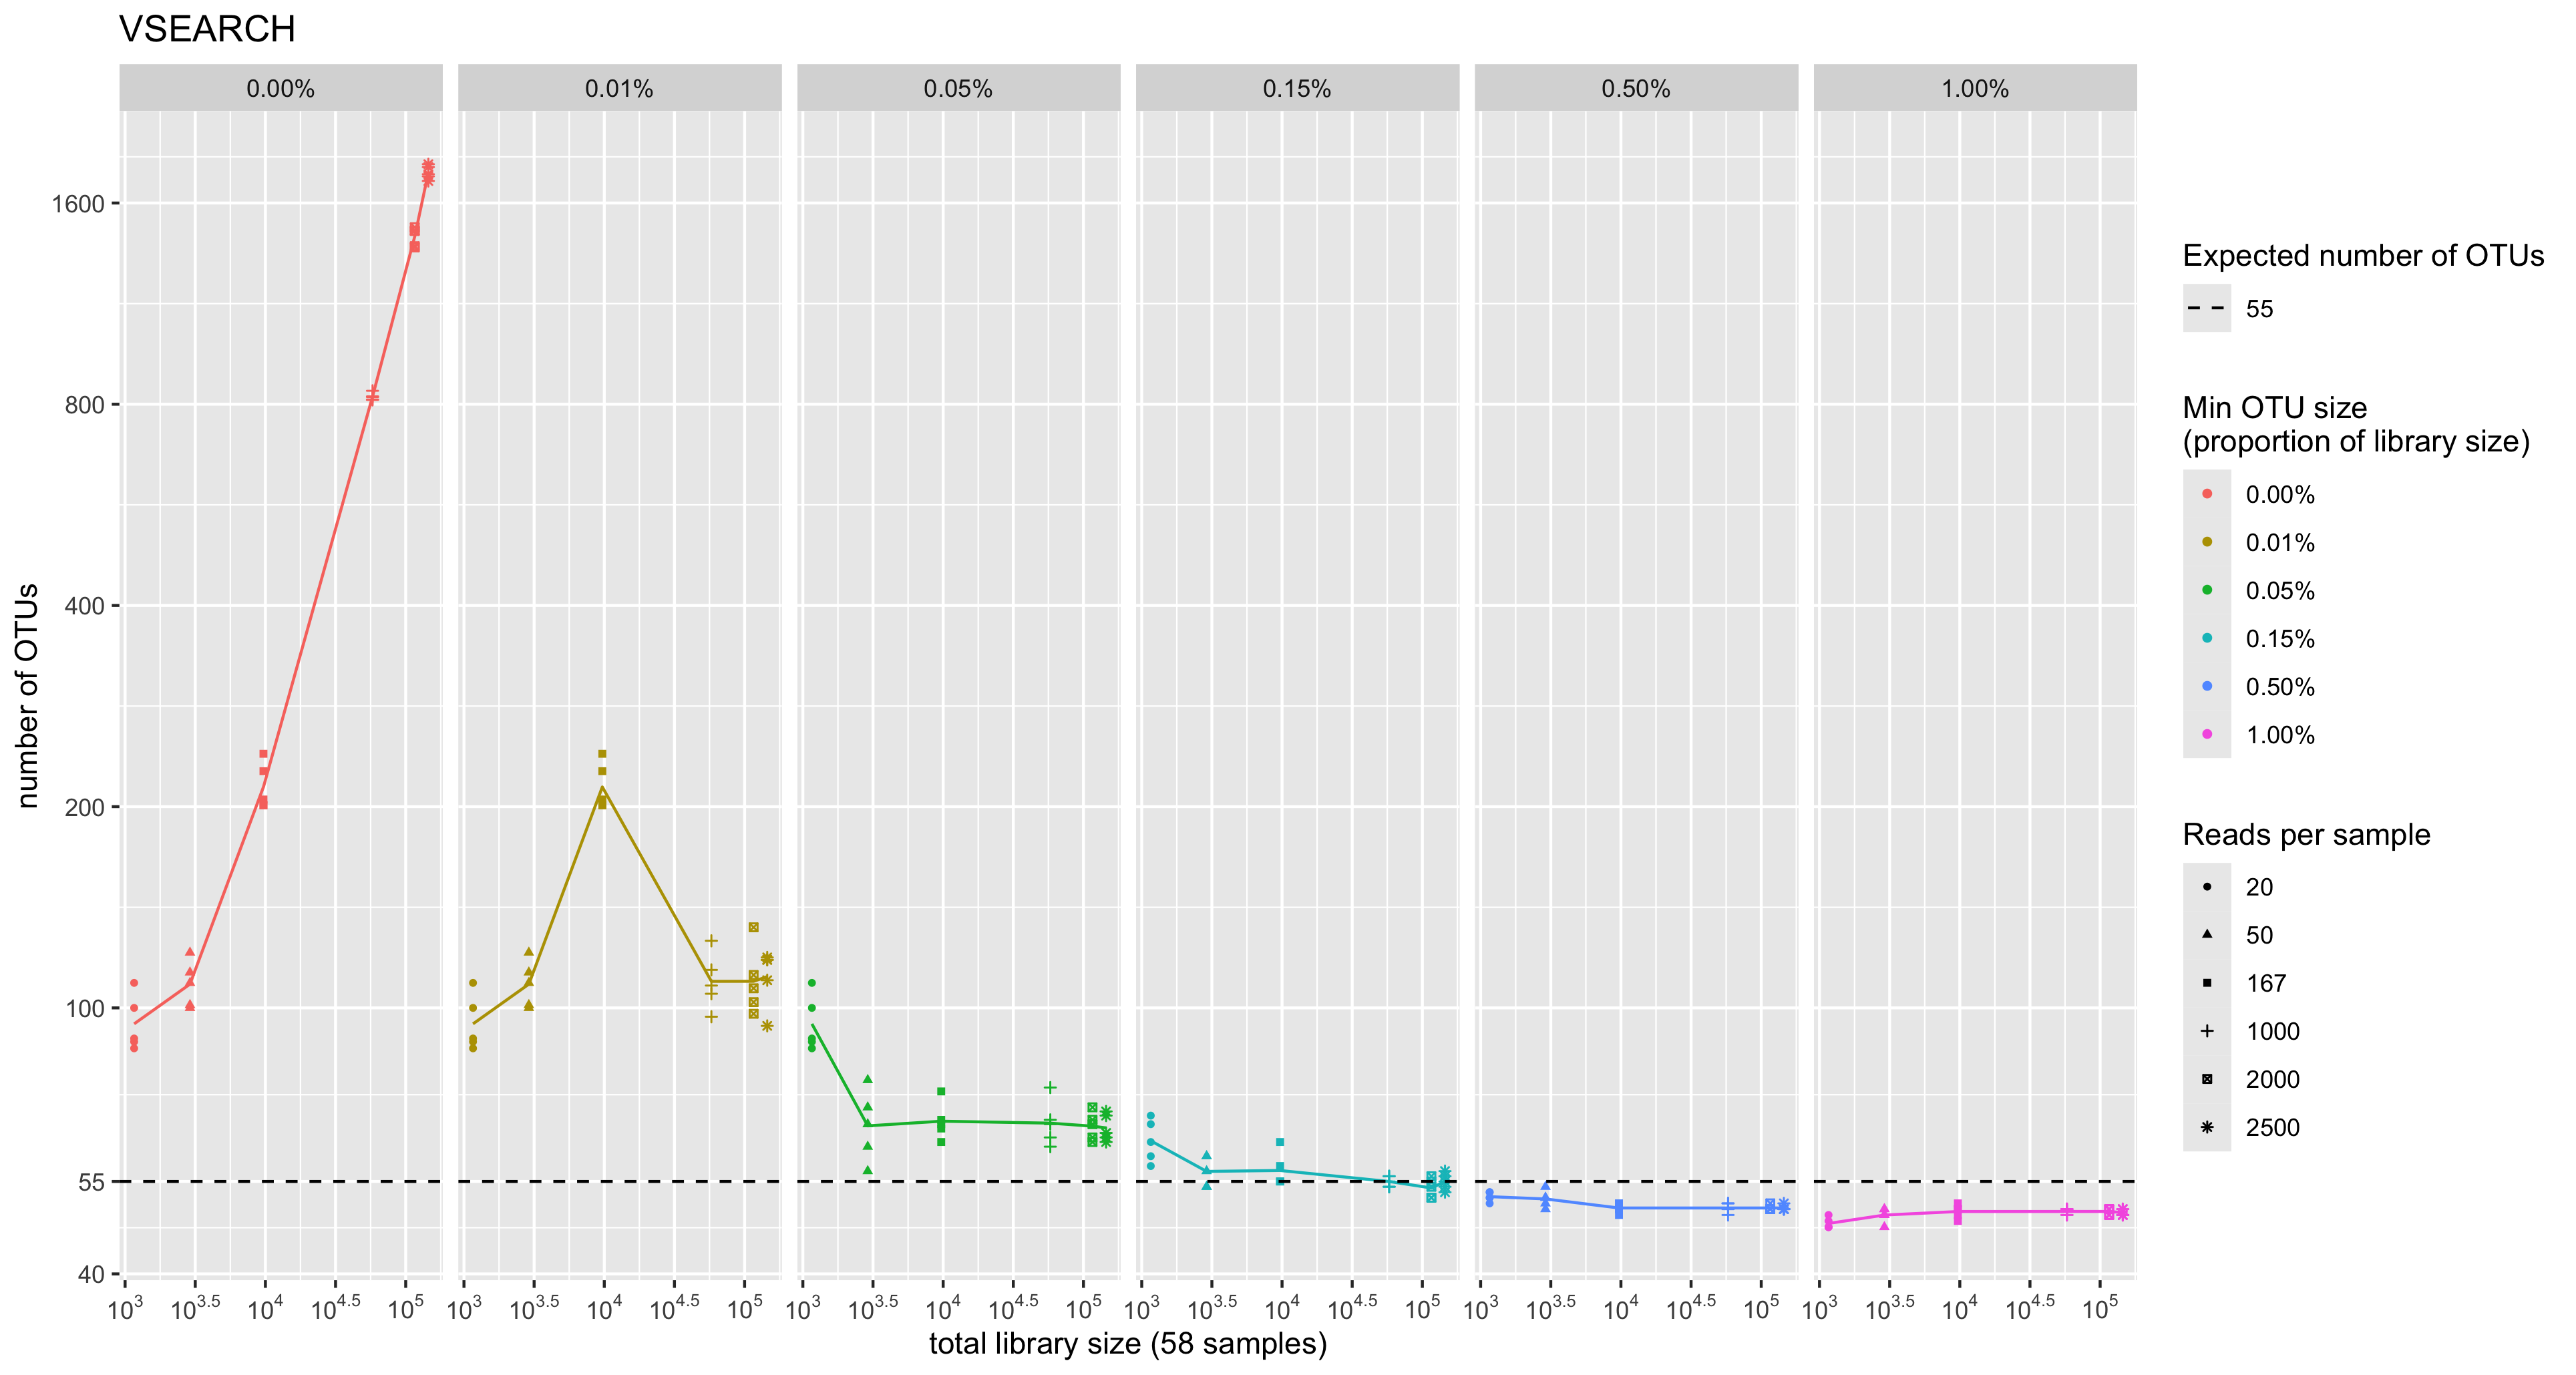 VSEARCH
0.00% 0.01% 0.05% 0.15% 0.50% 1.00%
number of OTUs
1600
800
400
200
100
55
40
10^3 10^3.5 10^4 10^4.5 10^5 10^3 10^3.5 10^4 10^4.5 10^5 10^3 10^3.5 10^4 10^4.5 10^5 10^3 10^3.5 10^4 10^4.5 10^5 10^3 10^3.5 10^4 10^4.5 10^5 10^3 10^3.5 10^4 10^4.5 10^5
total library size (58 samples)
Expected number of OTUs
55
Min OTU size
(proportion of library size)
0.00%
0.01%
0.05%
0.15%
0.50%
1.00%
Reads per sample
20
50
167
1000
2000
2500